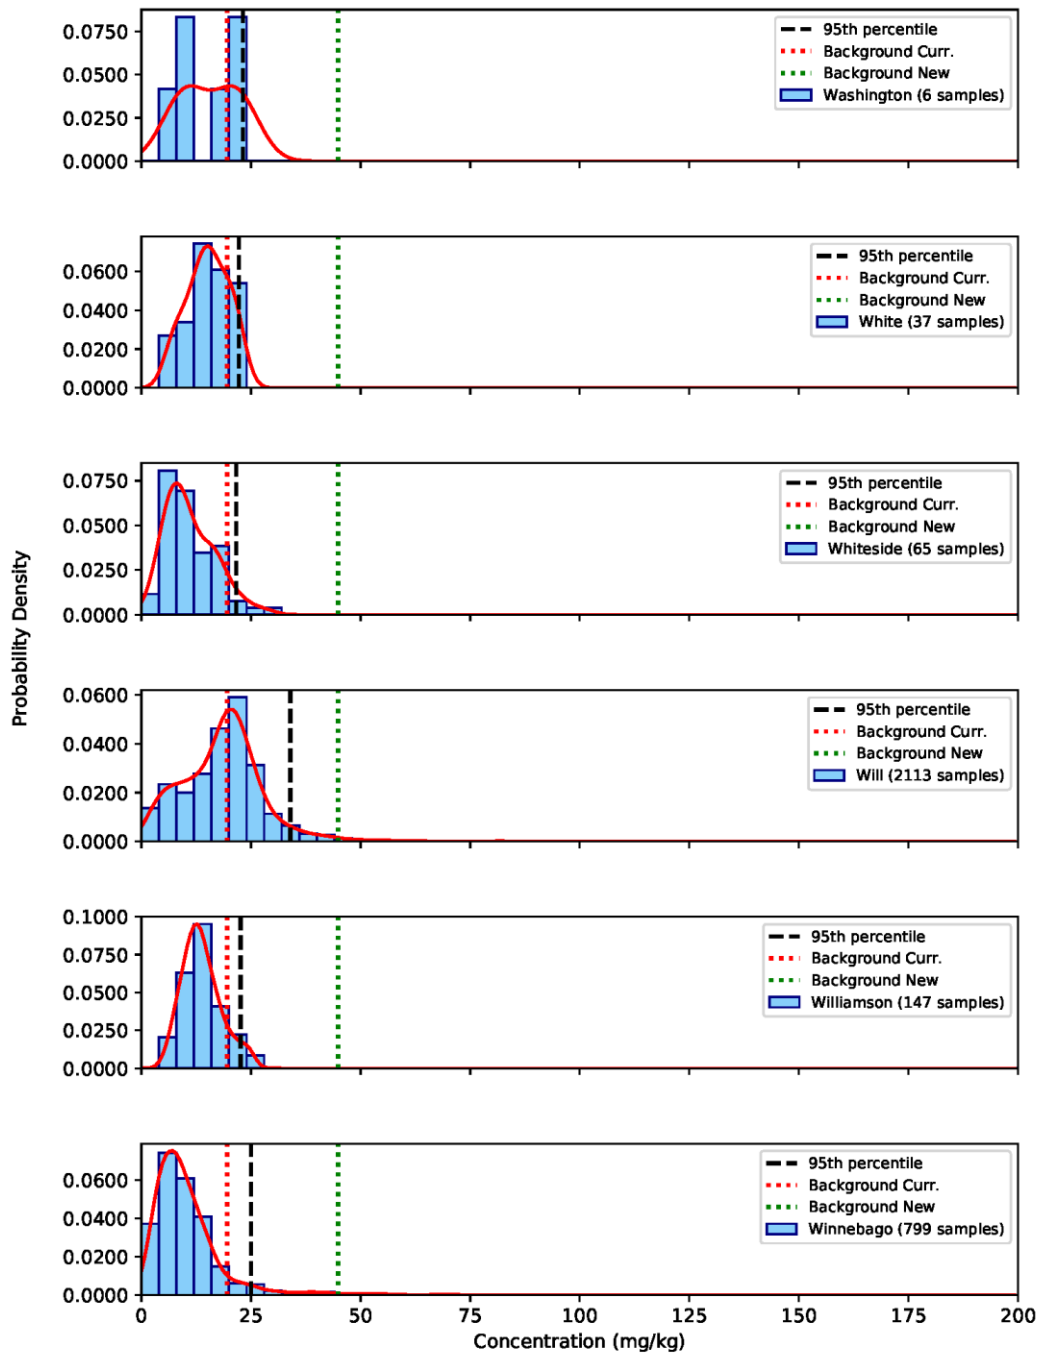 0.0750
0.0500
0.0250
0.0000
95th percentile
Background Curr.
Background New
Washington (6 samples)
0.0600
0.0400
0.0200
0.0000
95th percentile
Background Curr.
Background New
White (37 samples)
0.0750
0.0500
0.0250
0.0000
95th percentile
Background Curr.
Background New
Whiteside (65 samples)
Probability Density
0.0600
0.0400
0.0200
0.0000
95th percentile
Background Curr.
Background New
Will (2113 samples)
0.1000
0.0750
0.0500
0.0250
0.0000
95th percentile
Background Curr.
Background New
Williamson (147 samples)
0.0600
0.0400
0.0200
0.0000
95th percentile
Background Curr.
Background New
Winnebago (799 samples)
0 25 50 75 100 125 150 175 200
Concentration (mg/kg)